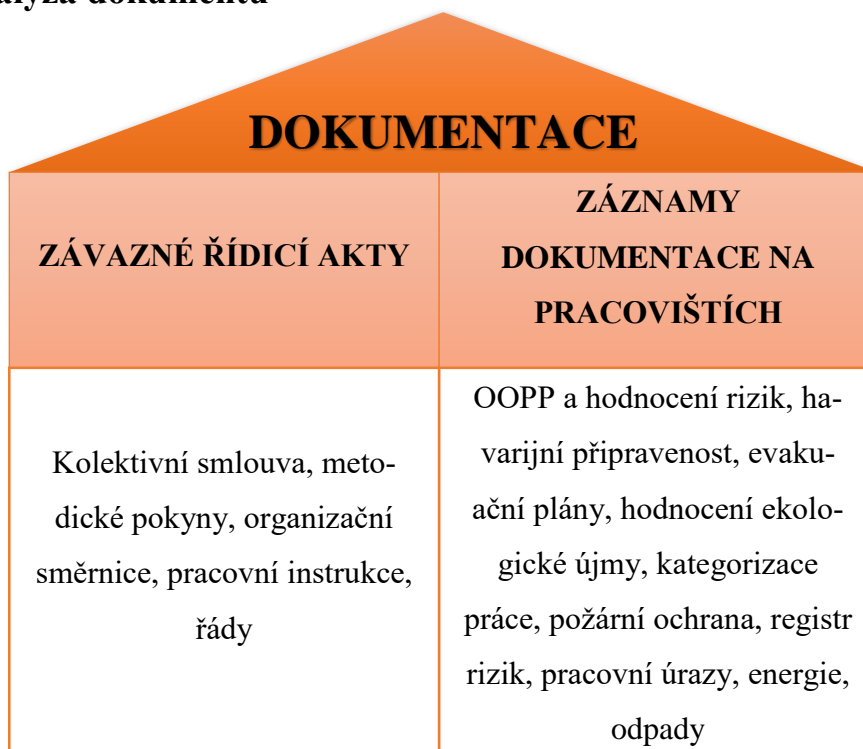 dokumentů
DOKUMENTACE
ZÁVAZNÉ ŘÍDICÍ AKTY
ZÁZNAMY
DOKUMENTACE NA
PRACOVIŠTÍCH
Kolektivní smlouva, meto-
dické pokyny, organizační
směrnice, pracovní instrukce,
řády
OOPP a hodnocení rizik, ha-
varijní připravenost, evaku-
ační plány, hodnocení ekolo-
gické újmy, kategorizace
práce, požární ochrana, registr
rizik, pracovní úrazy, energie,
odpady